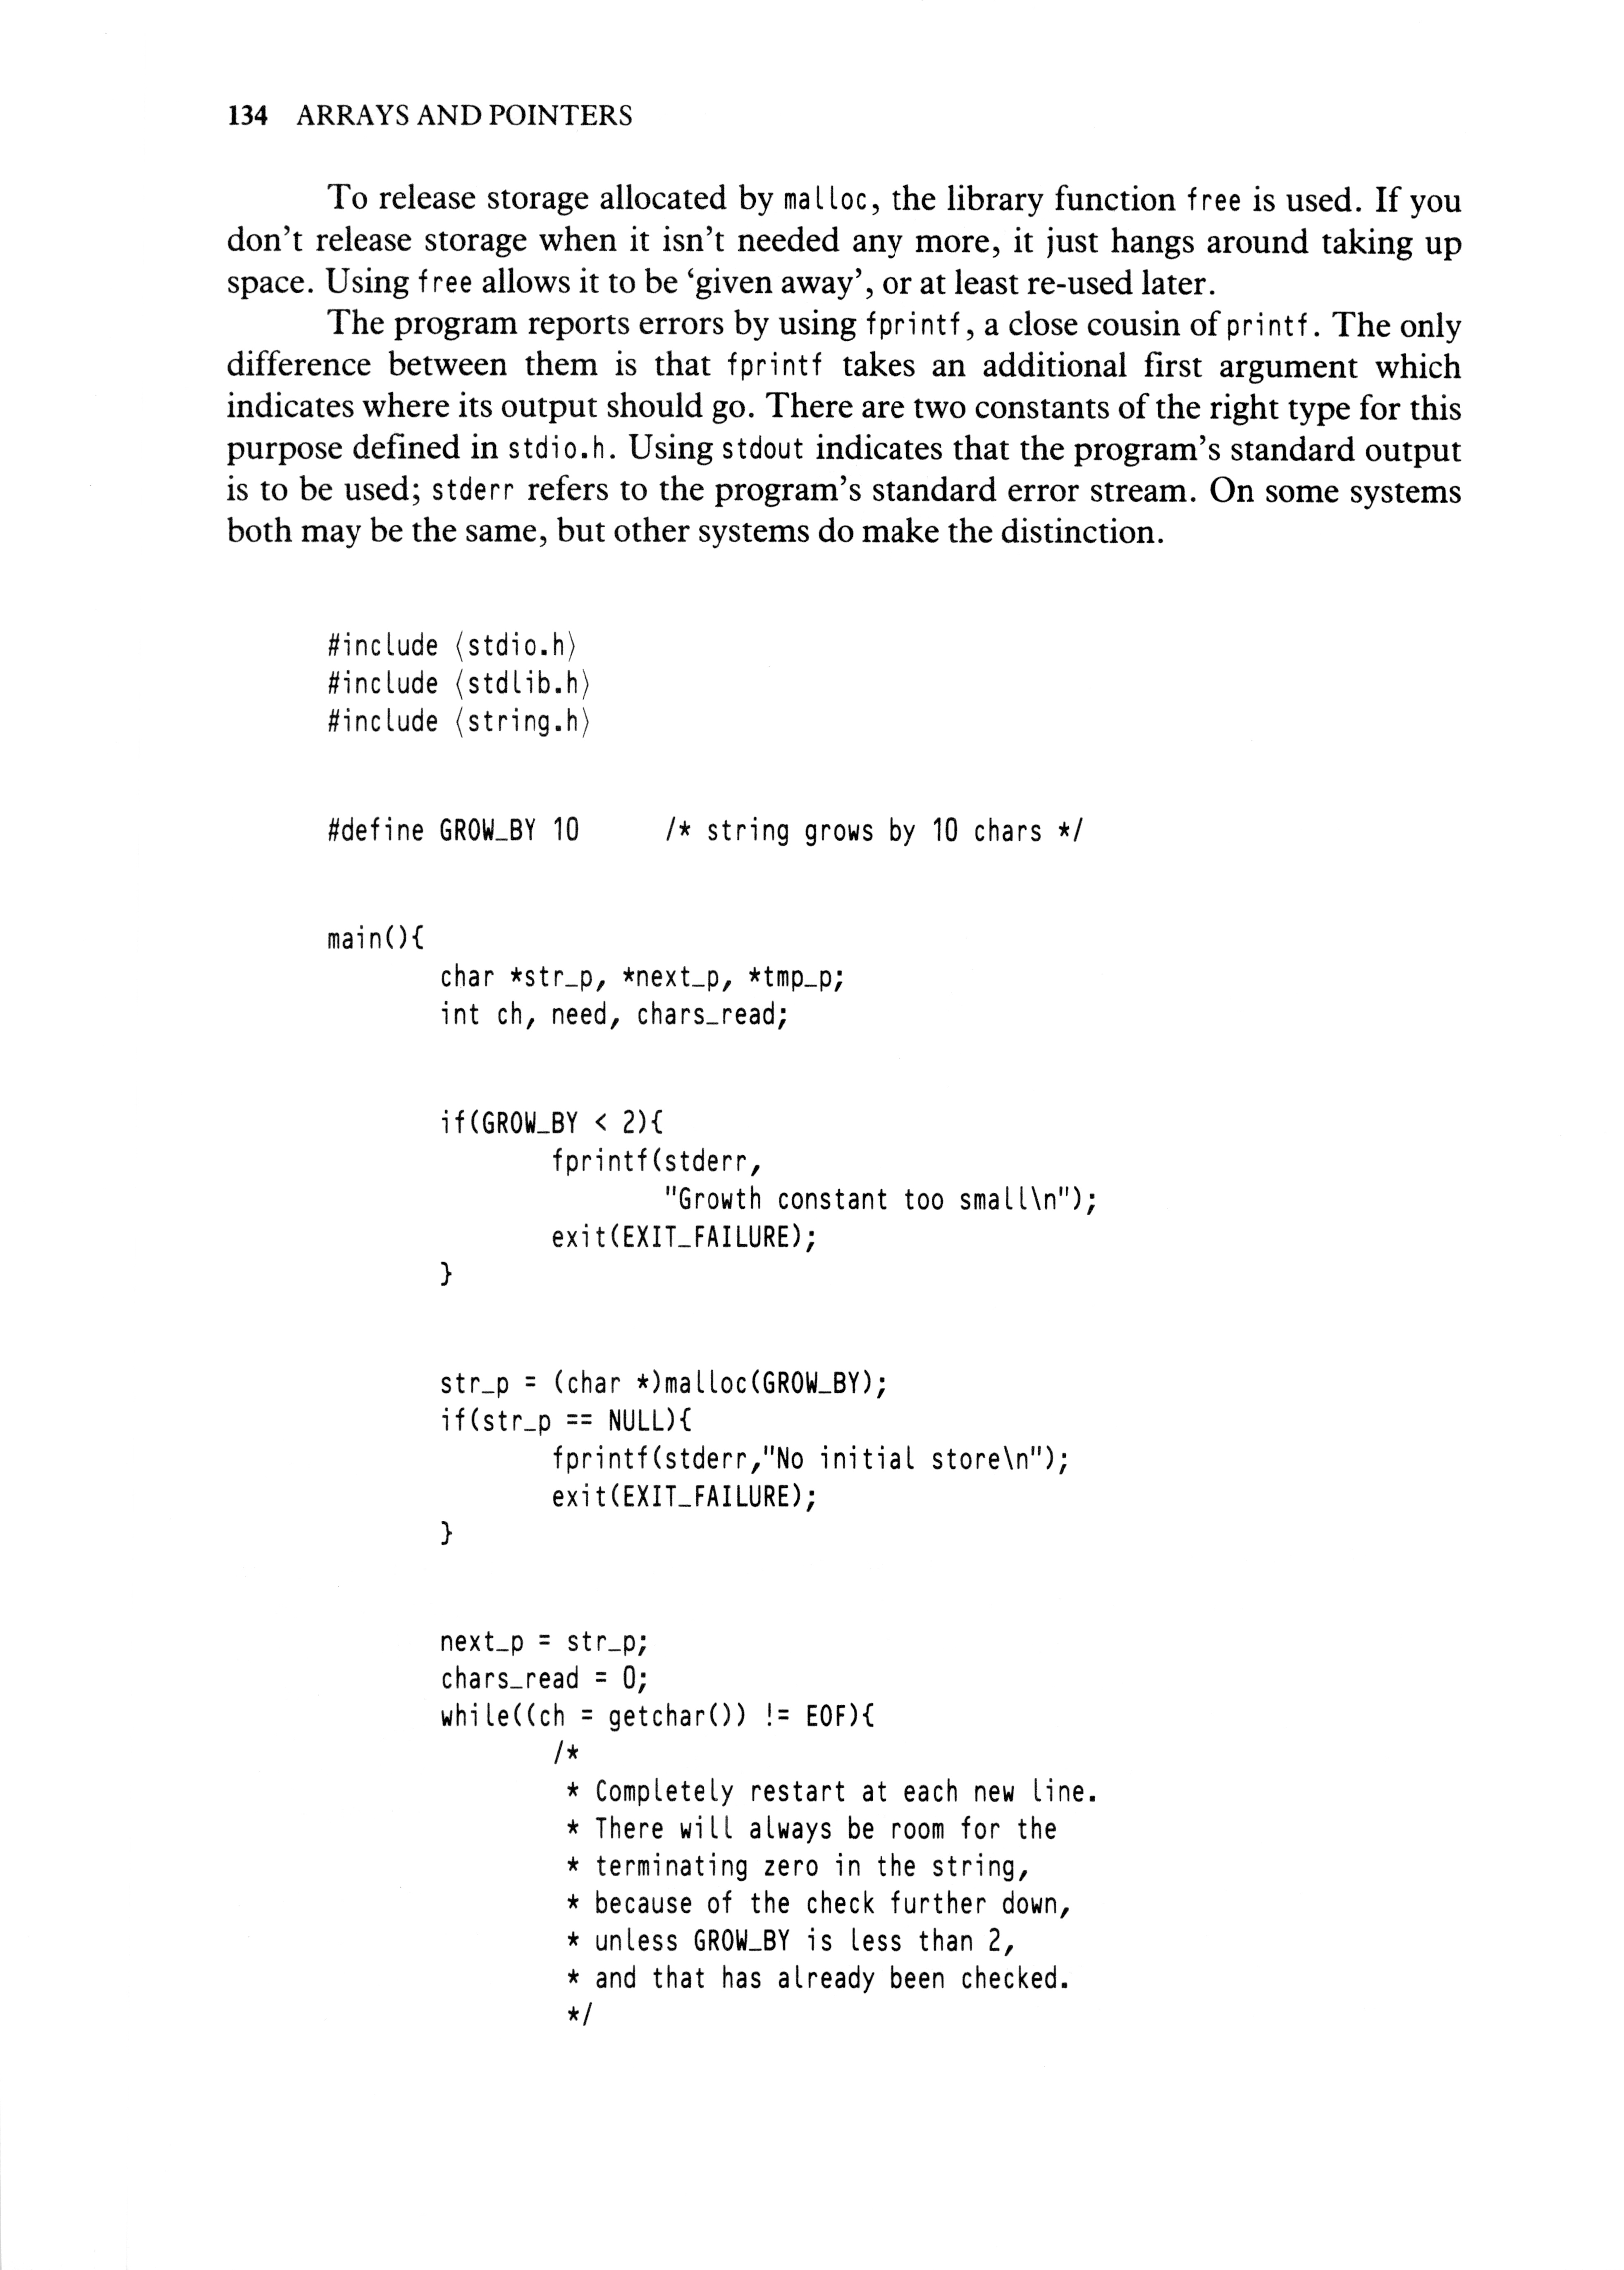 134 ARRAYS AND POINTERS
To release storage allocated by malloc, the library function free is used. If you
don't release storage when it isn't needed any more, it just hangs around taking up
space. Using free allows it to be ‘given away’, or at least re-used later.
The program reports errors by using fprintf, a close cousin of printf. The only
difference between them is that fprintf takes an additional first argument which
indicates where its output should go. There are two constants of the right type for this
purpose defined in stdio.h. Using stdout indicates that the program's standard output
is to be used; stderr refers to the program's standard error stream. On some systems
both may be the same, but other systems do make the distinction.
#include ⟨stdio.h⟩
#include ⟨stdlib.h⟩
#include ⟨string.h⟩
#define GROW_BY 10 /* string grows by 10 chars */
main(){
char *str_p, *next_p, *tmp_p;
int ch, need, chars_read;
if(GROW_BY < 2){
fprintf(stderr,
"Growth constant too small\n");
exit(EXIT_FAILURE);
}
str_p = (char *)malloc(GROW_BY);
if(str_p == NULL){
fprintf(stderr,"No initial store\n");
exit(EXIT_FAILURE);
}
next_p = str_p;
chars_read = 0;
while((ch = getchar()) != EOF){
/*
* Completely restart at each new line.
* There will always be room for the
* terminating zero in the string,
* because of the check further down,
* unless GROW_BY is less than 2,
* and that has already been checked.
*/